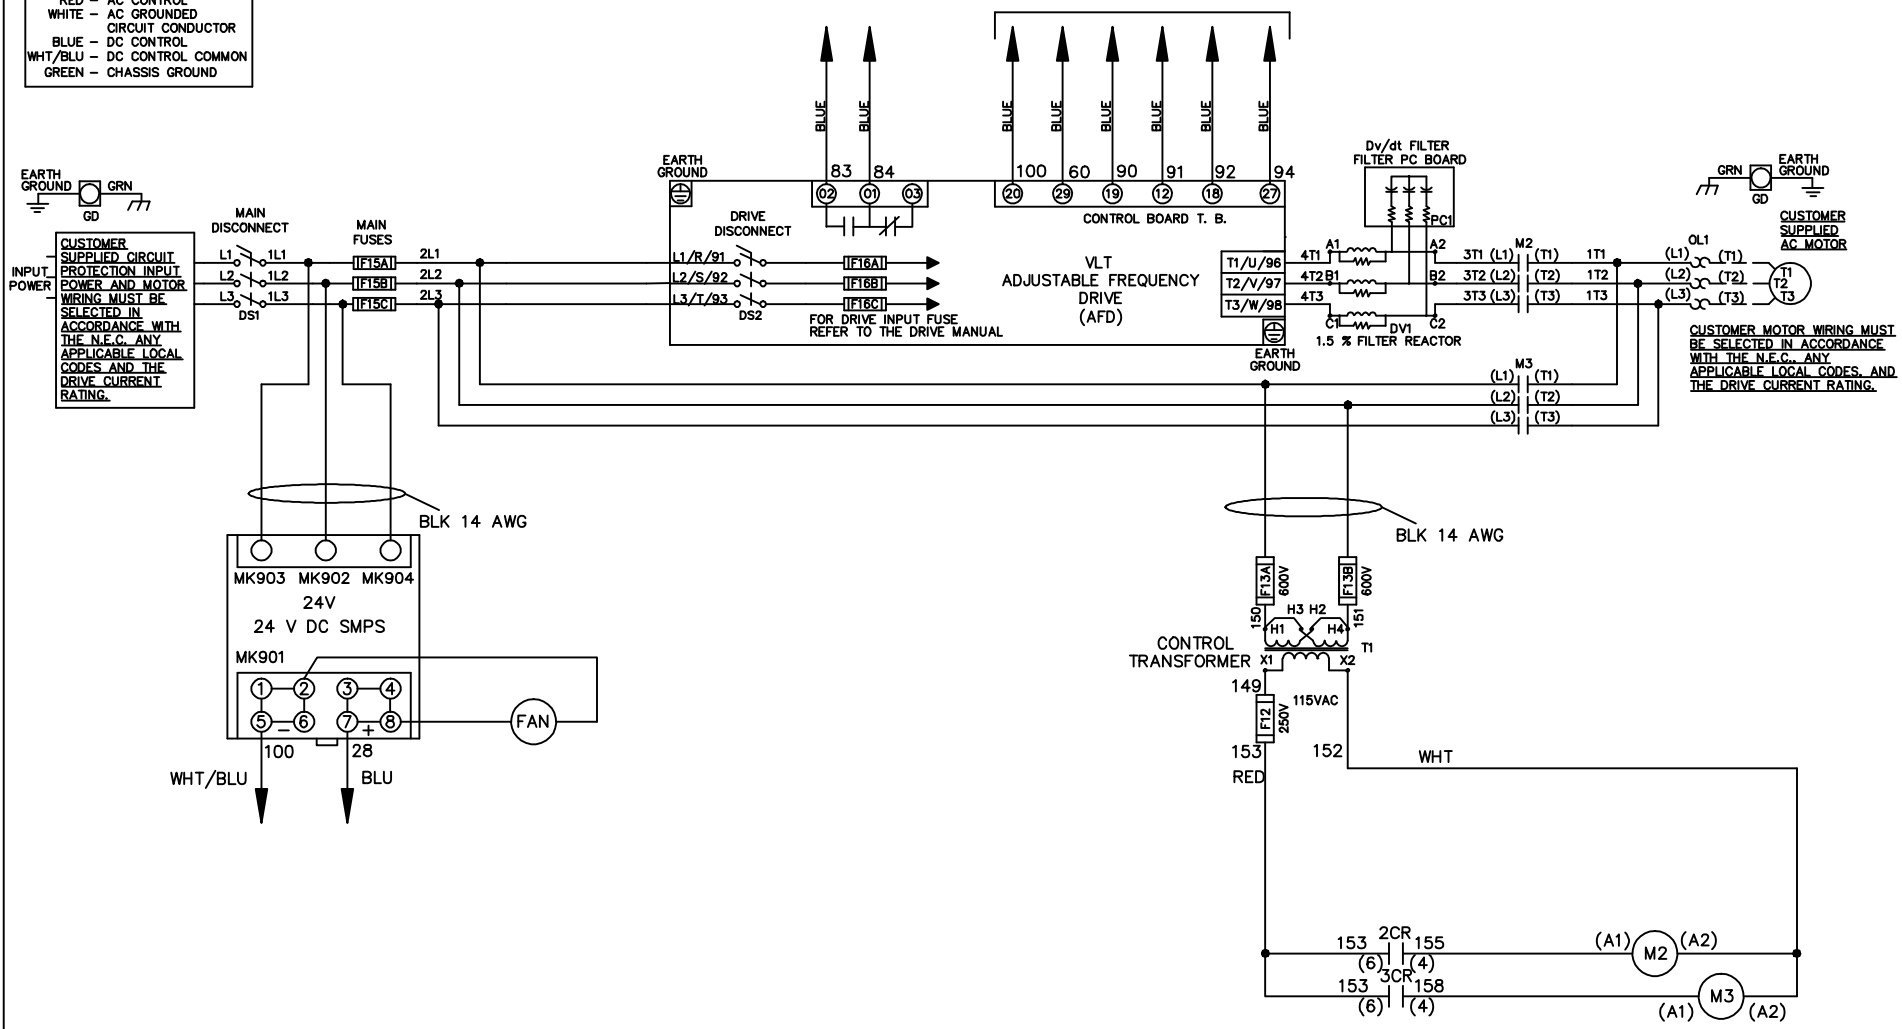 RED – AC CONTROL
WHITE – AC GROUNDED
CIRCUIT CONDUCTOR
BLUE – DC CONTROL
WHT/BLU – DC CONTROL COMMON
GREEN – CHASSIS GROUND
BLUE
BLUE
BLUE
BLUE
BLUE
BLUE
BLUE
BLUE
83
84
100
60
90
91
92
94
02
01
03
20
29
19
12
18
27
CONTROL BOARD T. B.
EARTH
GROUND
GRN
GD
INPUT
POWER
CUSTOMER
SUPPLIED CIRCUIT
PROTECTION INPUT
POWER AND MOTOR
WIRING MUST BE
SELECTED IN
ACCORDANCE WITH
THE N.E.C. ANY
APPLICABLE LOCAL
CODES AND THE
DRIVE CURRENT
RATING.
MAIN
DISCONNECT
L1 1L1
L2 1L2
L3 1L3
DS1
MAIN
FUSES
F15A
F15B
F15C
2L1
2L2
2L3
EARTH
GROUND
DRIVE
DISCONNECT
L1/R/91
L2/S/92
L3/T/93
DS2
F16A
F16B
F16C
FOR DRIVE INPUT FUSE
REFER TO THE DRIVE MANUAL
VLT
ADJUSTABLE FREQUENCY
DRIVE
(AFD)
T1/U/96
T2/V/97
T3/W/98
EARTH
GROUND
4T1
4T2
4T3
A1
B1
C1
A2
B2
C2
Dv/dt FILTER
FILTER PC BOARD
PC1
DV1
1.5 % FILTER REACTOR
M2
3T1 (L1) (T1) 1T1
3T2 (L2) (T2) 1T2
3T3 (L3) (T3) 1T3
M3
(L1) (T1)
(L2) (T2)
(L3) (T3)
OL1
(L1) (T1)
(L2) (T2)
(L3) (T3)
T1
T2
T3
GRN
GD
EARTH
GROUND
CUSTOMER
SUPPLIED
AC MOTOR
CUSTOMER MOTOR WIRING MUST
BE SELECTED IN ACCORDANCE
WITH THE N.E.C., ANY
APPLICABLE LOCAL CODES, AND
THE DRIVE CURRENT RATING.
BLK 14 AWG
MK903 MK902 MK904
24V
24 V DC SMPS
MK901
1 2 3 4
5 6 7 8
– +
FAN
100
28
WHT/BLU
BLU
BLK 14 AWG
F13A
600V
F13B
600V
150
151
H3 H2
H1 H4
T1
CONTROL
TRANSFORMER
X1 X2
149
115VAC
F12
250V
153
152
RED
WHT
2CR
153 155
(6) (4)
(A1) M2 (A2)
3CR
153 158
(6) (4)
(A1) M3 (A2)